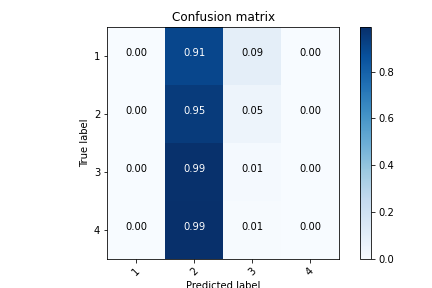 Confusion matrix
True label
1 0.00 0.91 0.09 0.00
2 0.00 0.95 0.05 0.00
3 0.00 0.99 0.01 0.00
4 0.00 0.99 0.01 0.00
1 2 3 4
Predicted label
0.8
0.6
0.4
0.2
0.0